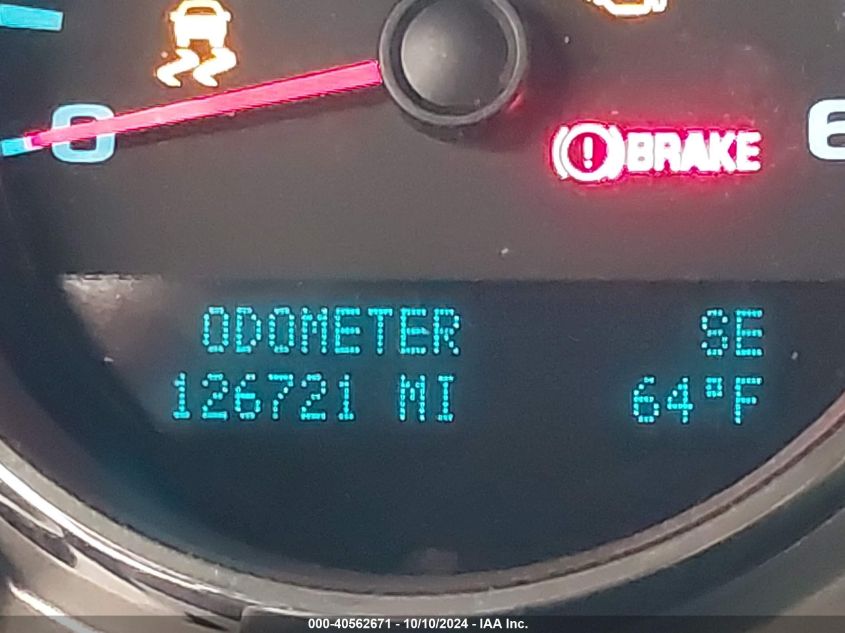 0
6
BRAKE
ODOMETER SE
126721 MI 64°F
000-40562671 - 10/10/2024 - IAA Inc.